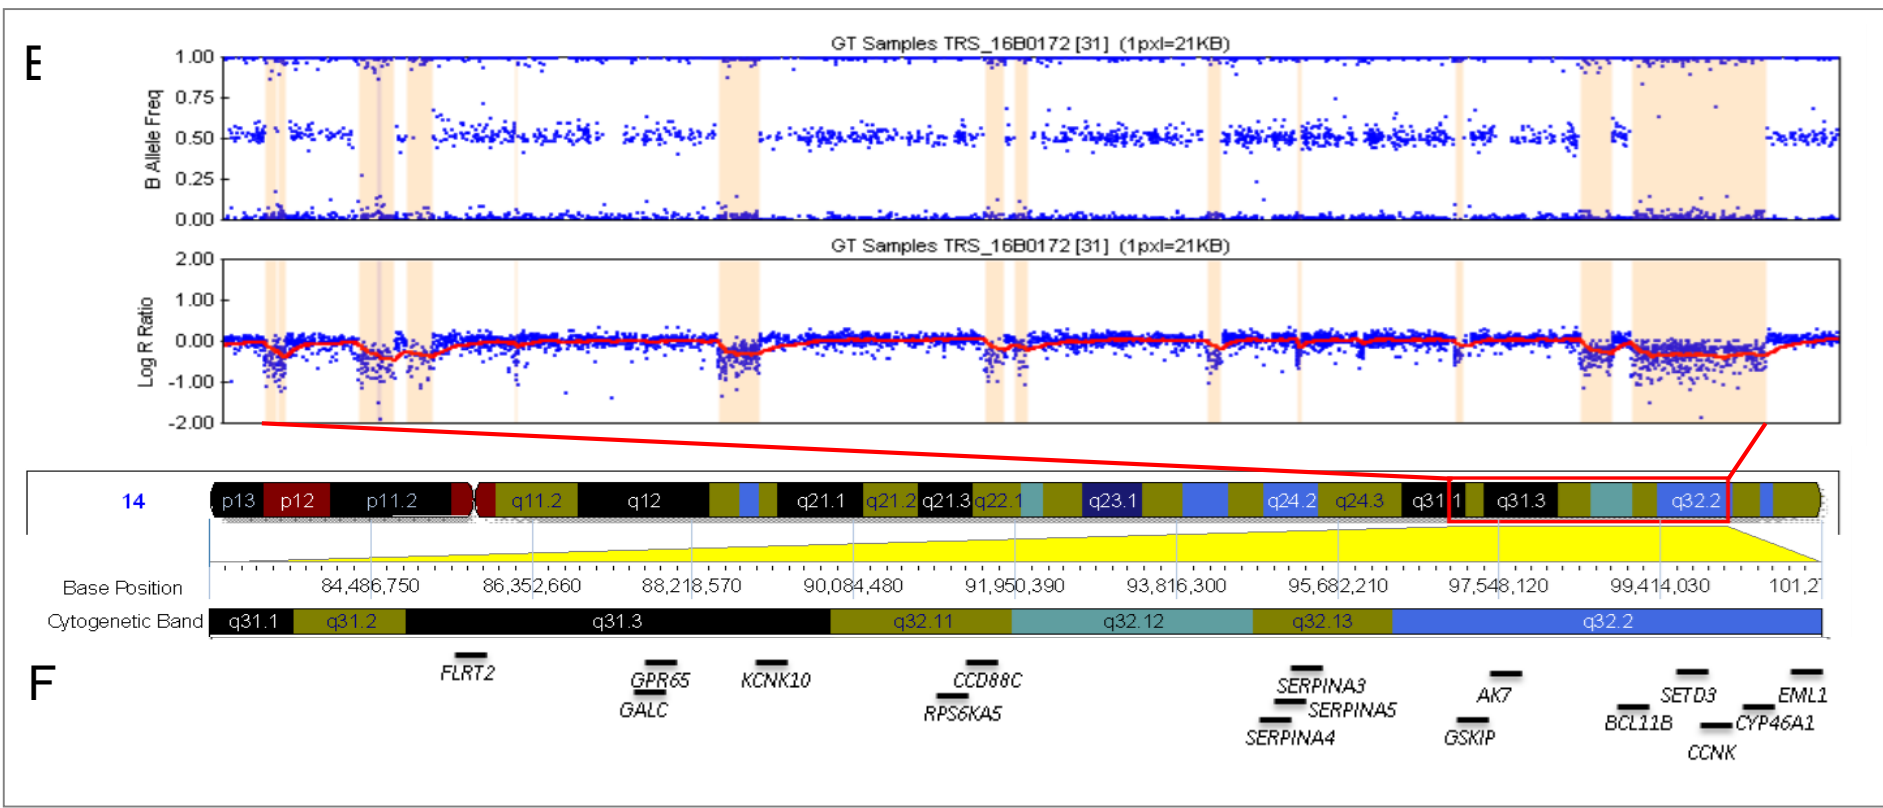 E
GT Samples TRS_16B0172 [31] (1pxl=21KB)
B Allele Freq
1.00
0.75
0.50
0.25
0.00
GT Samples TRS_16B0172 [31] (1pxl=21KB)
Log R Ratio
2.00
1.00
0.00
-1.00
-2.00
14 p13 p12 p11.2 q11.2 q12 q21.1 q21.2 q21.3 q22.1 q23.1 q24.2 q24.3 q31.1 q31.3 q32.2
Base Position 84,486,750 86,352,660 88,218,570 90,084,480 91,950,390 93,816,300 95,682,210 97,548,120 99,414,030 101,2
Cytogenetic Band q31.1 q31.2 q31.3 q32.11 q32.12 q32.13 q32.2
F
FLRT2 GPR65 KCNK10 CCD88C SERPINA3 AK7 SETD3 EML1
GALC RPS6KA5 SERPINA5 BCL11B CYP46A1
SERPINA4 GSKIP CCNK